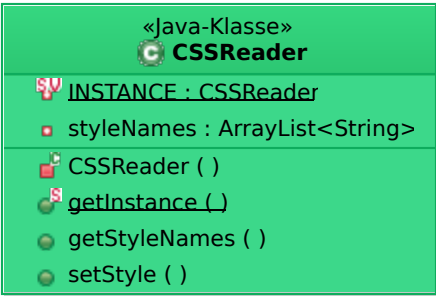 «Java-Klasse»
CSSReader
INSTANCE : CSSReader
styleNames : ArrayList<String>
CSSReader ( )
getInstance ( )
getStyleNames ( )
setStyle ( )